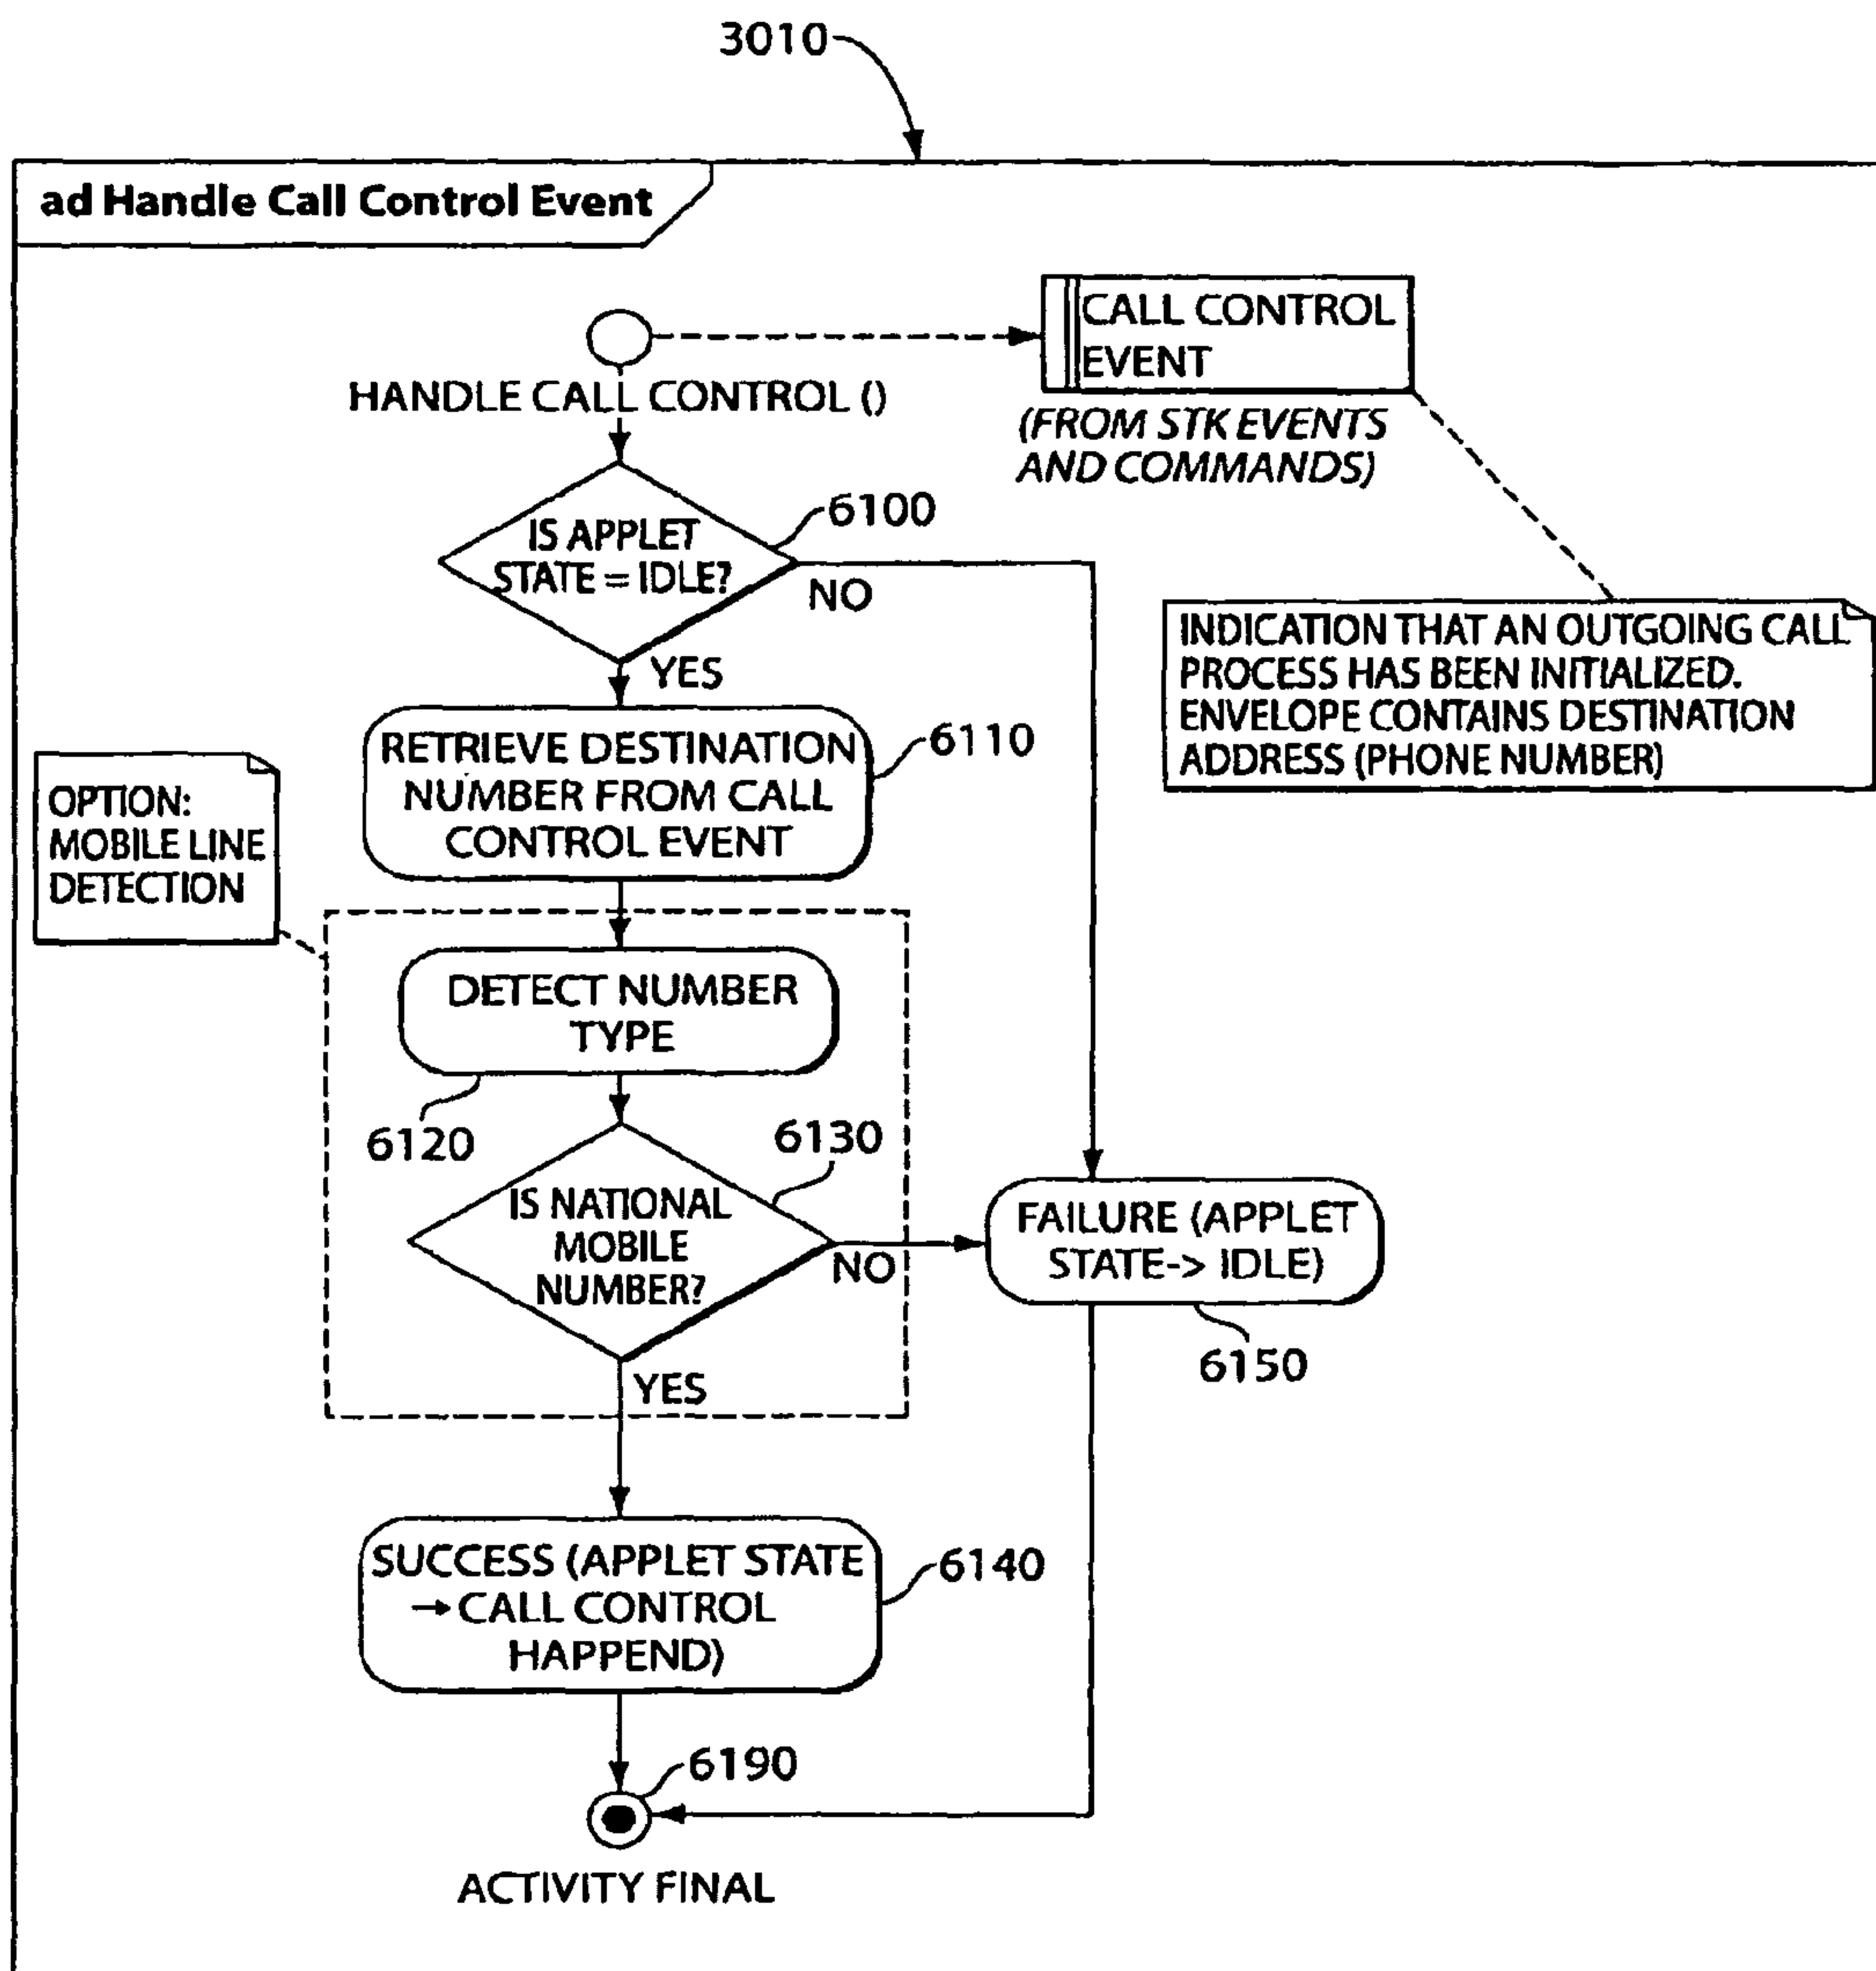 3010
ad Handle Call Control Event
CALL CONTROL
EVENT
HANDLE CALL CONTROL ()
(FROM STK EVENTS
AND COMMANDS)
6100
IS APPLET
STATE = IDLE?
NO
YES
INDICATION THAT AN OUTGOING CALL
PROCESS HAS BEEN INITIALIZED.
ENVELOPE CONTAINS DESTINATION
ADDRESS (PHONE NUMBER)
RETRIEVE DESTINATION
NUMBER FROM CALL
CONTROL EVENT
6110
OPTION:
MOBILE LINE
DETECTION
DETECT NUMBER
TYPE
6120
6130
IS NATIONAL
MOBILE
NUMBER?
NO
YES
FAILURE (APPLET
STATE-> IDLE)
6150
SUCCESS (APPLET STATE
→ CALL CONTROL
HAPPEND)
6140
6190
ACTIVITY FINAL